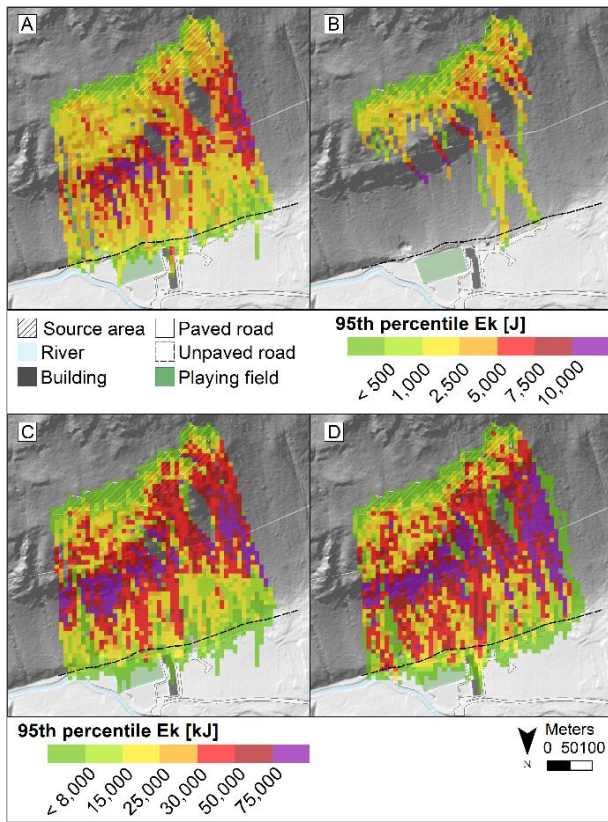 A
B
Source area
Paved road
River
Unpaved road
Building
Playing field
95th percentile Ek [J]
< 500
1,000
2,500
5,000
7,500
10,000
C
D
95th percentile Ek [kJ]
< 8,000
15,000
25,000
30,000
50,000
75,000
Meters
0 50100
N